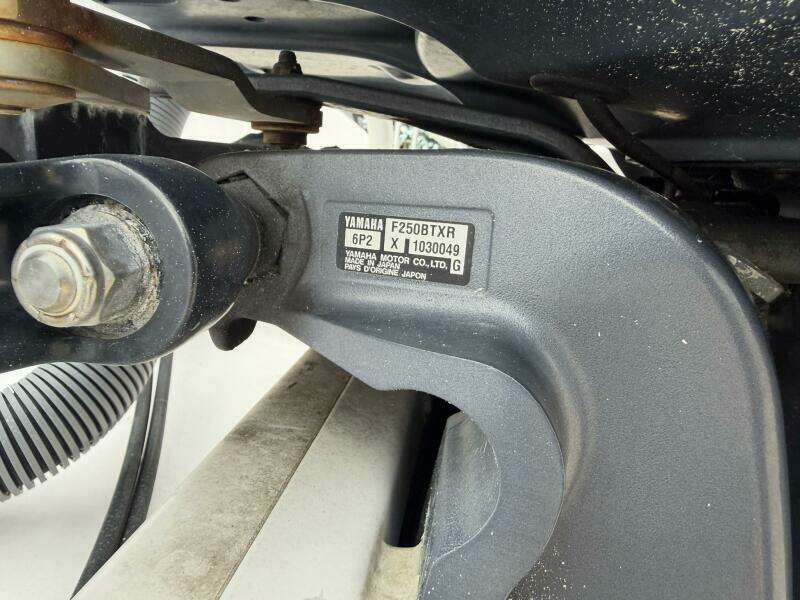 YAMAHA F250BTXR
6P2 X 1030049
YAMAHA MOTOR CO.,LTD.
MADE IN JAPAN G
PAYS D'ORIGINE JAPON